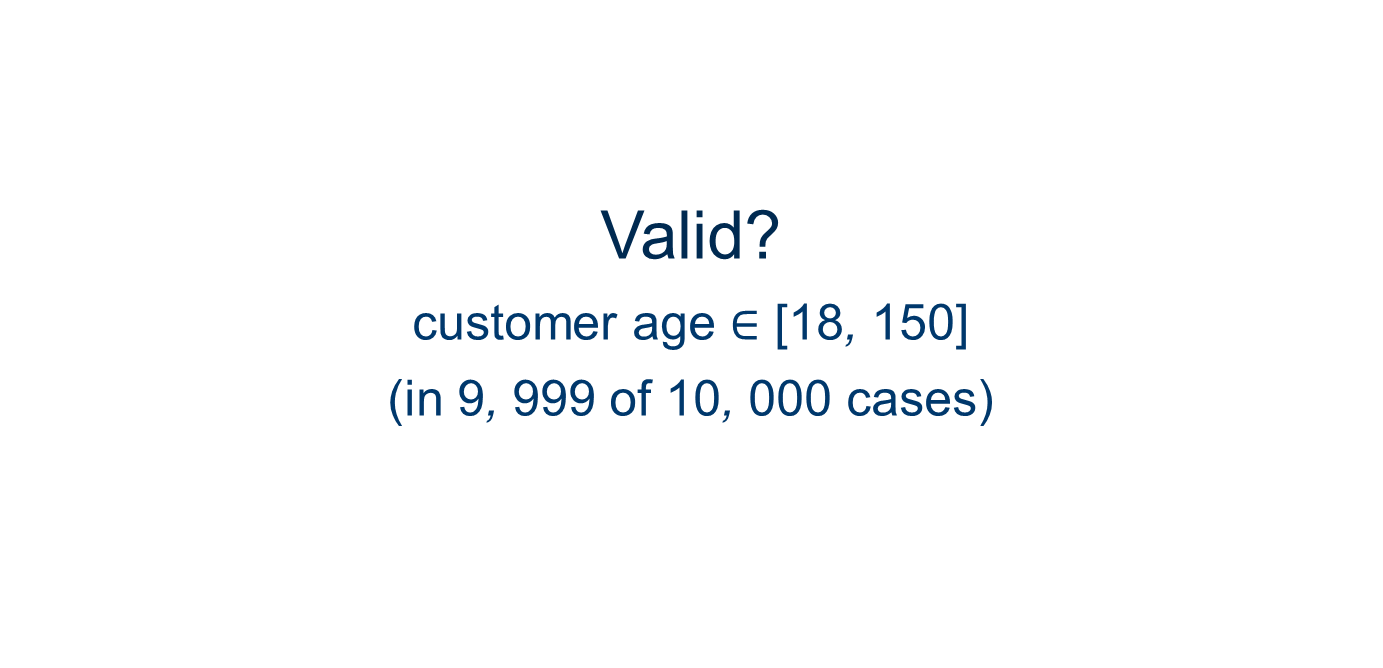 Valid?
customer age ∈ [18, 150]
(in 9, 999 of 10, 000 cases)